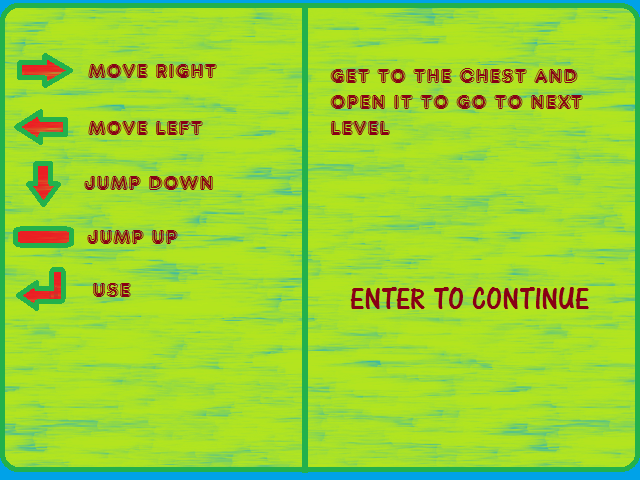 MOVE RIGHT
MOVE LEFT
JUMP DOWN
JUMP UP
USE
GET TO THE CHEST AND
OPEN IT TO GO TO NEXT
LEVEL
ENTER TO CONTINUE